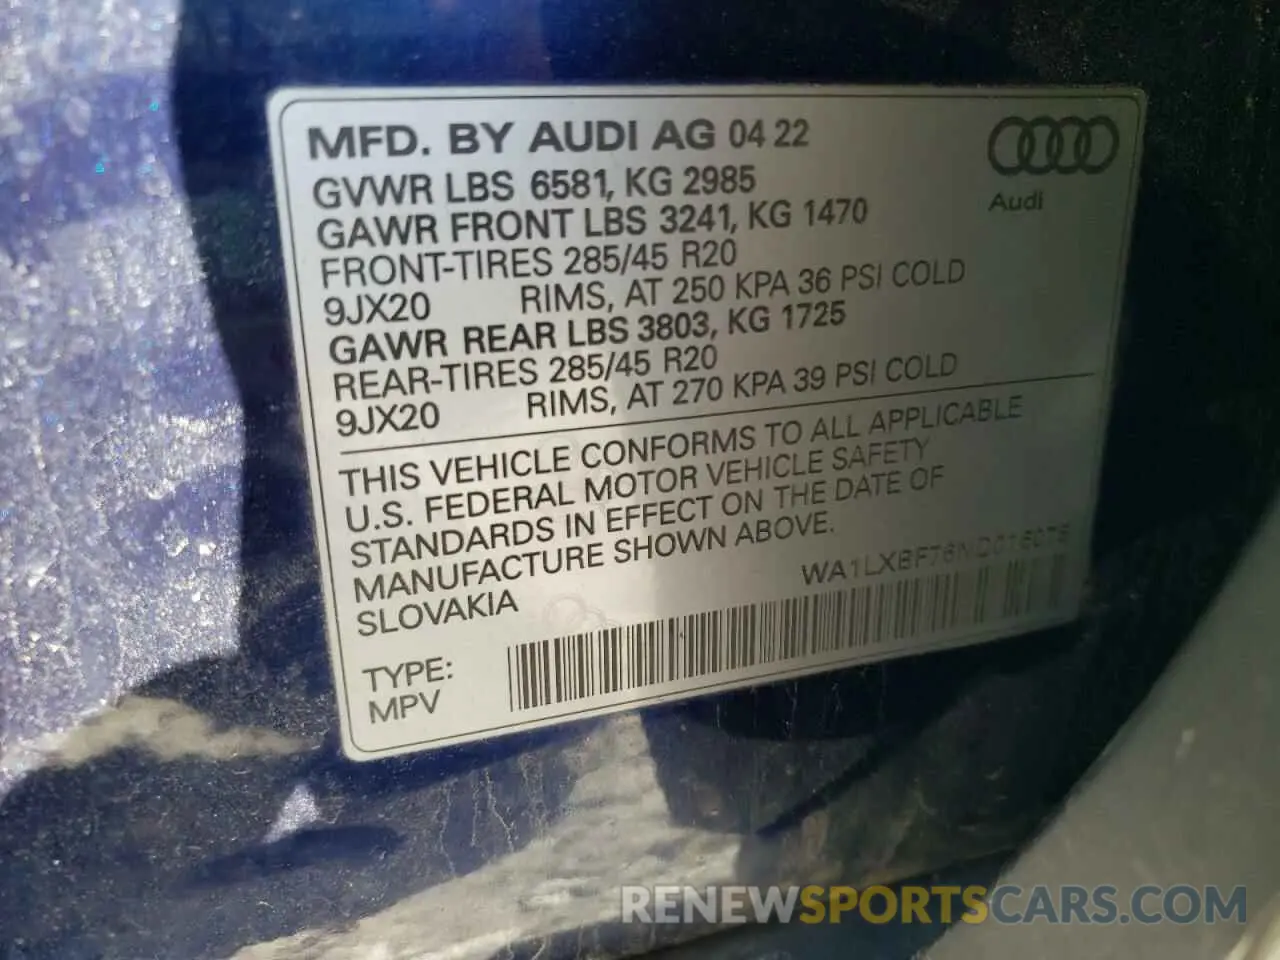 MFD. BY AUDI AG 04 22
Audi
GVWR LBS 6581, KG 2985
GAWR FRONT LBS 3241, KG 1470
FRONT-TIRES 285/45 R20
9JX20 RIMS, AT 250 KPA 36 PSI COLD
GAWR REAR LBS 3803, KG 1725
REAR-TIRES 285/45 R20
9JX20 RIMS, AT 270 KPA 39 PSI COLD
THIS VEHICLE CONFORMS TO ALL APPLICABLE
U.S. FEDERAL MOTOR VEHICLE SAFETY
STANDARDS IN EFFECT ON THE DATE OF
MANUFACTURE SHOWN ABOVE.
SLOVAKIA
TYPE:
MPV
RENEWSPORTSCARS.COM